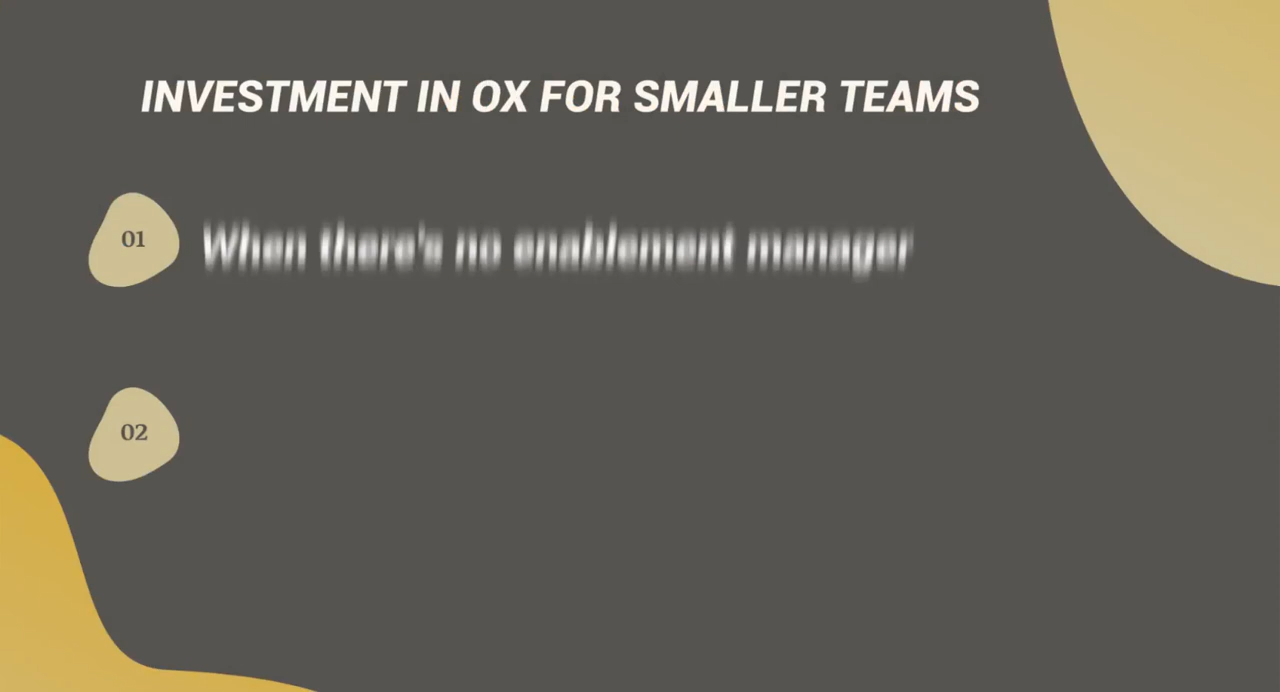 INVESTMENT IN OX FOR SMALLER TEAMS
01
When there's no enablement manager
02